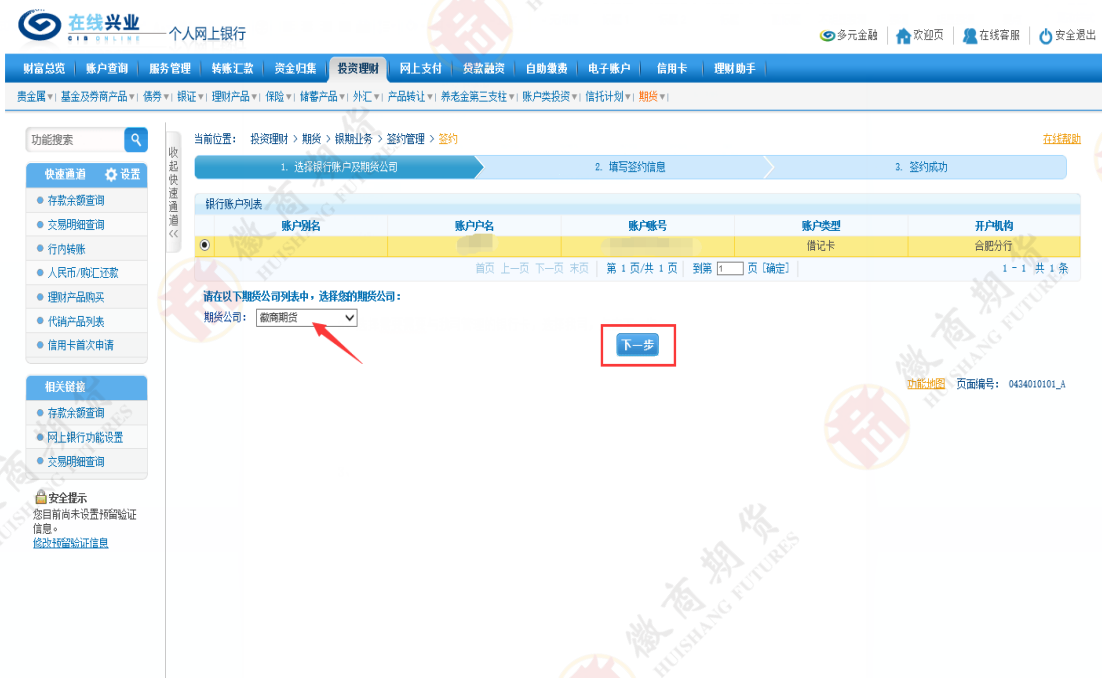 在线兴业 个人网上银行
CIB ONLINE
多元金融 欢迎页 在线客服 安全退出
财富总览 账户查询 服务管理 转账汇款 资金归集 投资理财 网上支付 贷款融资 自助缴费 电子账户 信用卡 理财助手
贵金属 基金及券商产品 债券 银证 理财产品 保险 储蓄产品 外汇 产品转让 养老金第三支柱 账户类投资 信托计划 期货
功能搜索
快速通道 设置
存款余额查询
交易明细查询
行内转账
人民币/购汇还款
理财产品购买
代销产品列表
信用卡首次申请
相关链接
存款余额查询
网上银行功能设置
交易明细查询
安全提示
您目前尚未设置预留验证
信息。
修改预留验证信息
收起快速通道 <<
当前位置: 投资理财 > 期货 > 银期业务 > 签约管理 > 签约
在线帮助
1. 选择银行账户及期货公司 2. 填写签约信息 3. 签约成功
银行账户列表
账户别名 账户户名 账户账号 账户类型 开户机构
借记卡 合肥分行
首页 上一页 下一页 末页 第 1 页/共 1 页 到第 1 页 [确定] 1 - 1 共 1 条
请在以下期货公司列表中，选择您的期货公司：
期货公司: 徽商期货
下一步
功能地图 页面编号: 0434010101_A
徽商期货
HUISHANG FUTURES
徽商期货
HUISHANG FUTURES
徽商期货
HUISHANG FUTURES